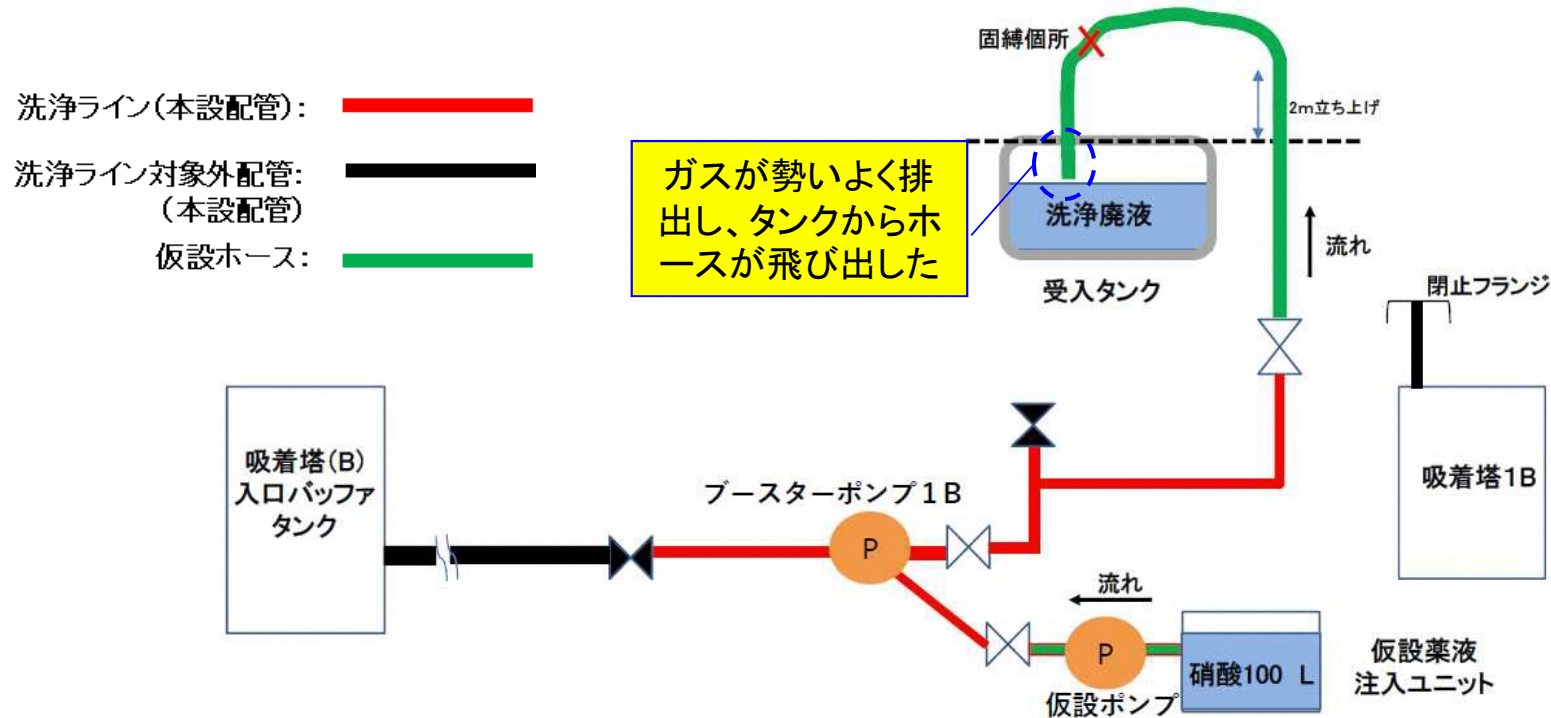 固縛個所
洗浄ライン(本設配管):
2m立ち上げ
洗浄ライン対象外配管:
(本設配管)
仮設ホース:
ガスが勢いよく排
出し、タンクからホ
ースが飛び出した
洗浄廃液
流れ
受入タンク
閉止フランジ
吸着塔(B)
入口バッファ
タンク
ブースターポンプ1B
P
吸着塔1B
流れ
P
硝酸100 L
仮設ポンプ
仮設薬液
注入ユニット